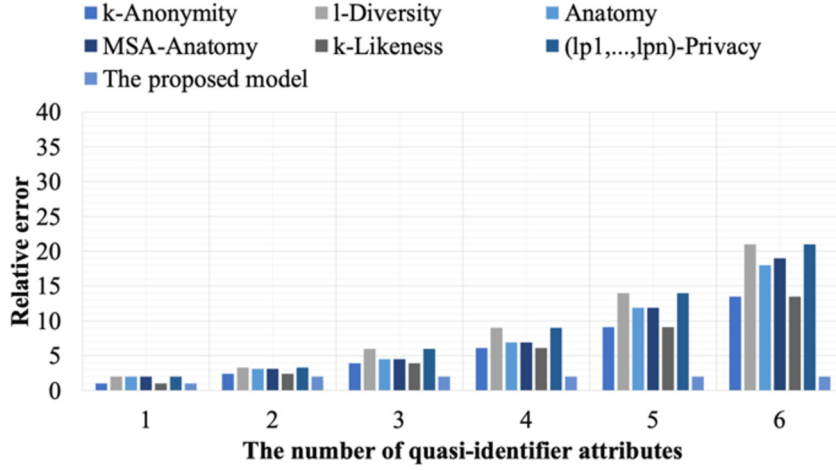 k-Anonymity l-Diversity Anatomy
MSA-Anatomy k-Likeness (lp1,...,lpn)-Privacy
The proposed model
40
35
30
25
20
15
10
5
0
Relative error
1 2 3 4 5 6
The number of quasi-identifier attributes